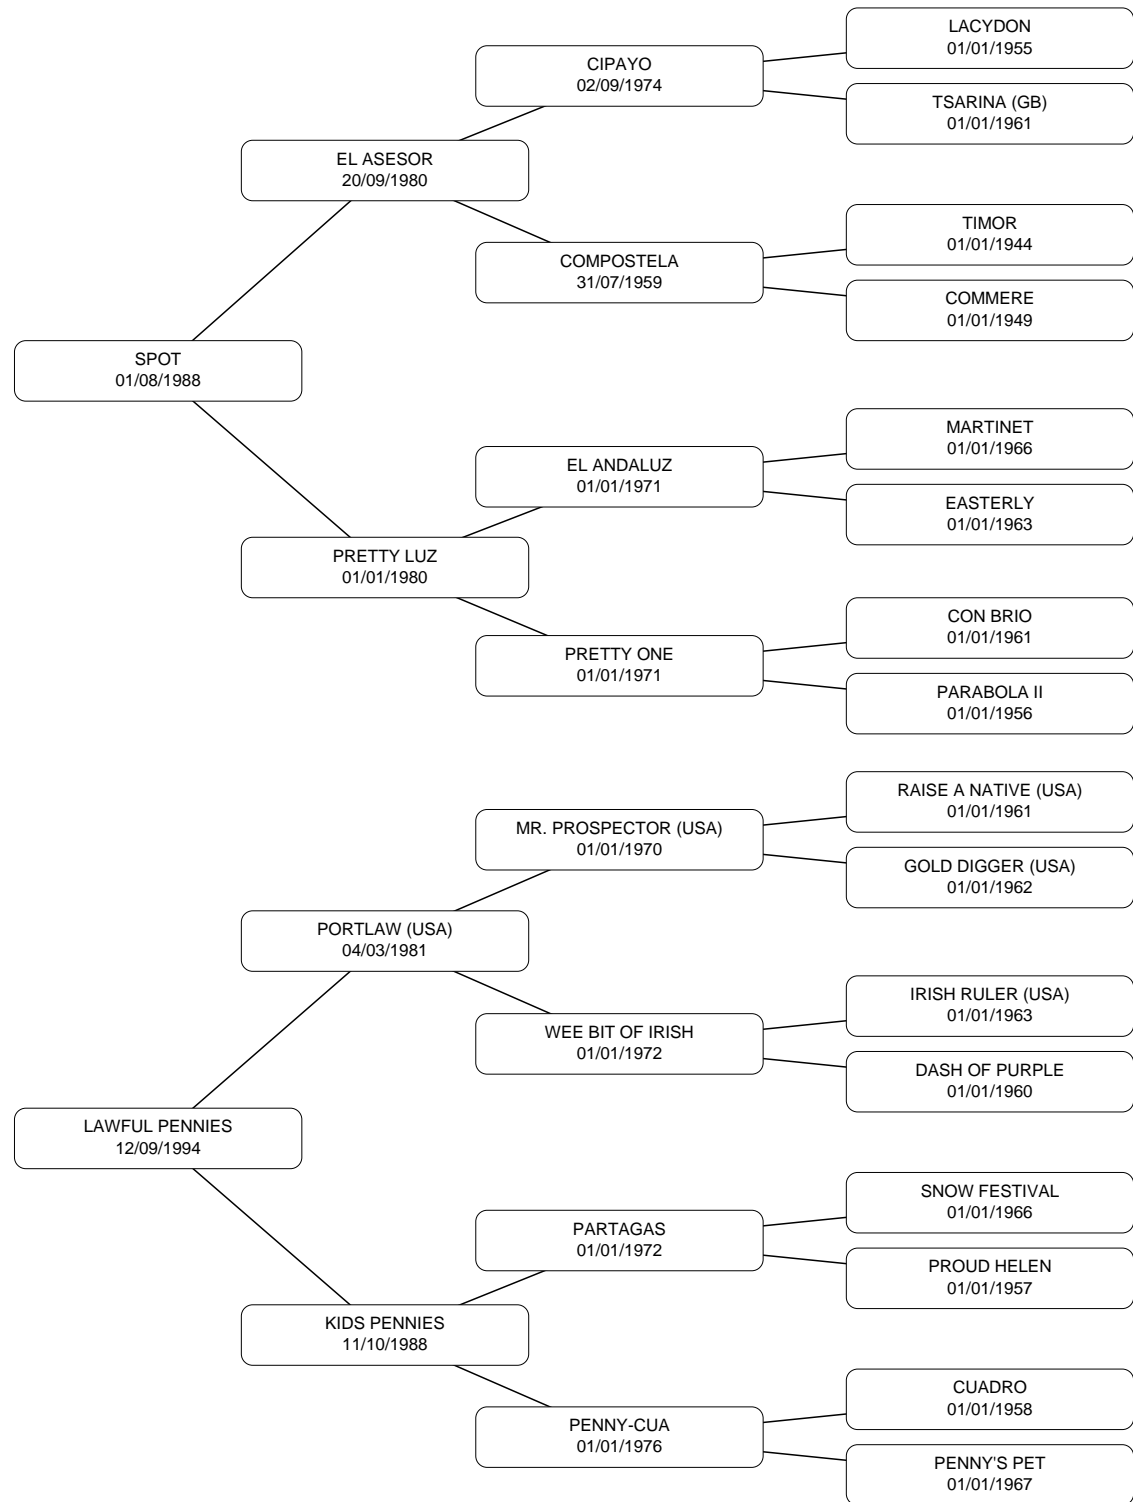 LACYDON
01/01/1955
CIPAYO
02/09/1974
TSARINA (GB)
01/01/1961
EL ASESOR
20/09/1980
TIMOR
01/01/1944
COMPOSTELA
31/07/1959
COMMERE
01/01/1949
SPOT
01/08/1988
MARTINET
01/01/1966
EL ANDALUZ
01/01/1971
EASTERLY
01/01/1963
PRETTY LUZ
01/01/1980
CON BRIO
01/01/1961
PRETTY ONE
01/01/1971
PARABOLA II
01/01/1956
RAISE A NATIVE (USA)
01/01/1961
MR. PROSPECTOR (USA)
01/01/1970
GOLD DIGGER (USA)
01/01/1962
PORTLAW (USA)
04/03/1981
IRISH RULER (USA)
01/01/1963
WEE BIT OF IRISH
01/01/1972
DASH OF PURPLE
01/01/1960
LAWFUL PENNIES
12/09/1994
SNOW FESTIVAL
01/01/1966
PARTAGAS
01/01/1972
PROUD HELEN
01/01/1957
KIDS PENNIES
11/10/1988
CUADRO
01/01/1958
PENNY-CUA
01/01/1976
PENNY'S PET
01/01/1967